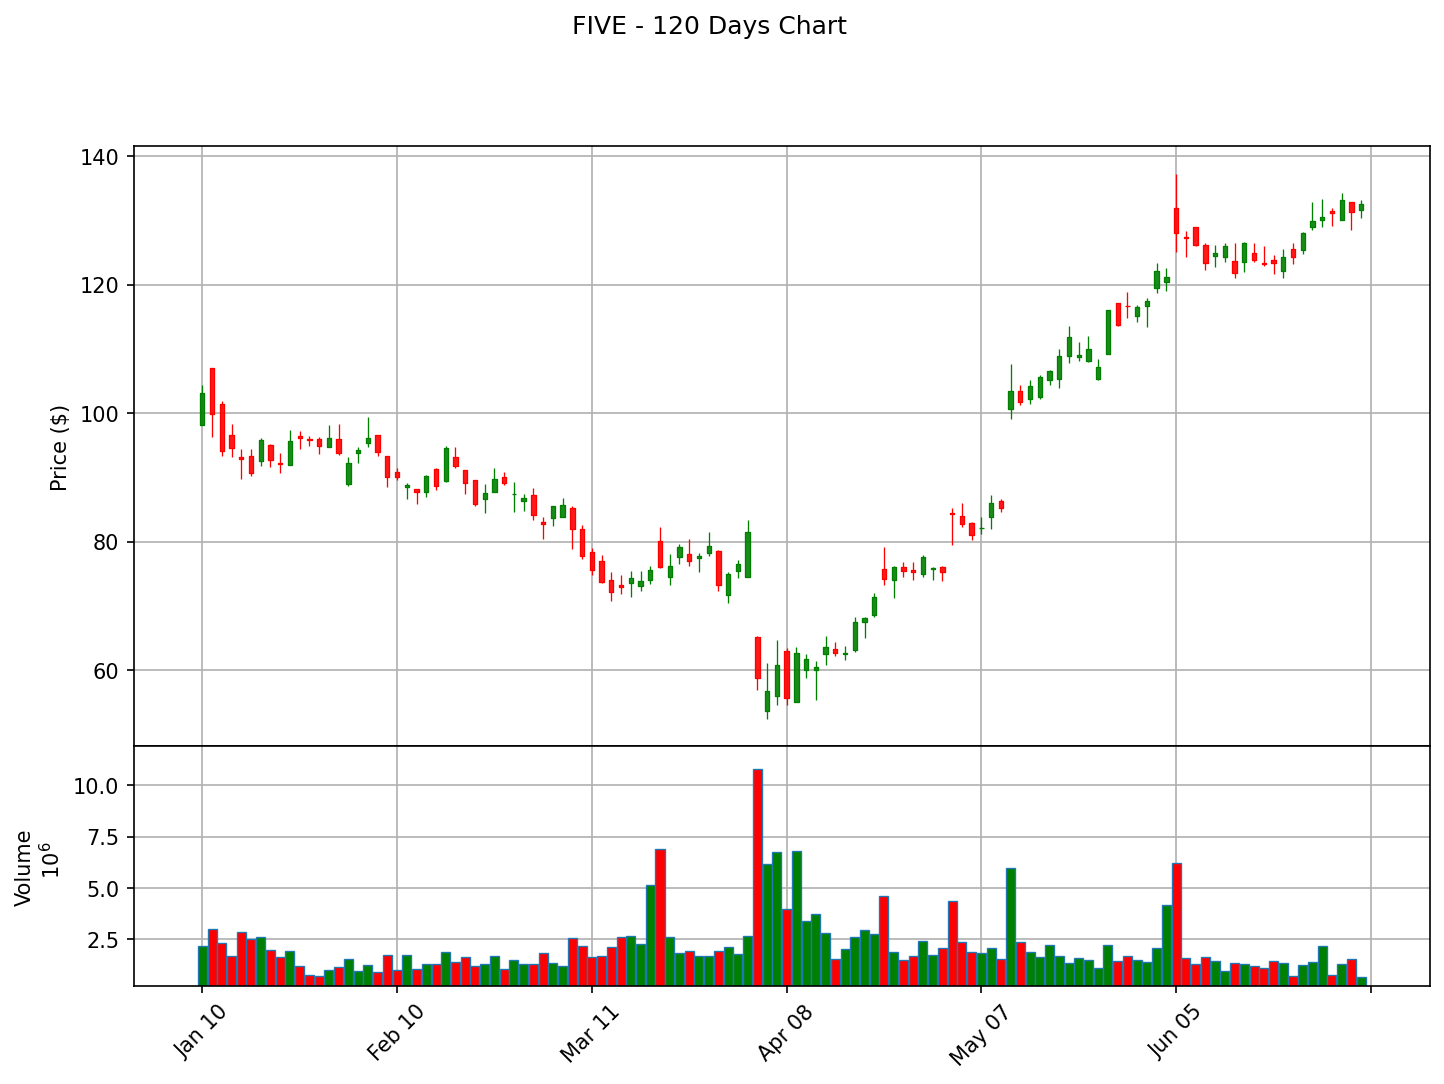 FIVE - 120 Days Chart
Price ($)
140
120
100
80
60
Volume
10⁶
10.0
7.5
5.0
2.5
Jan 10
Feb 10
Mar 11
Apr 08
May 07
Jun 05